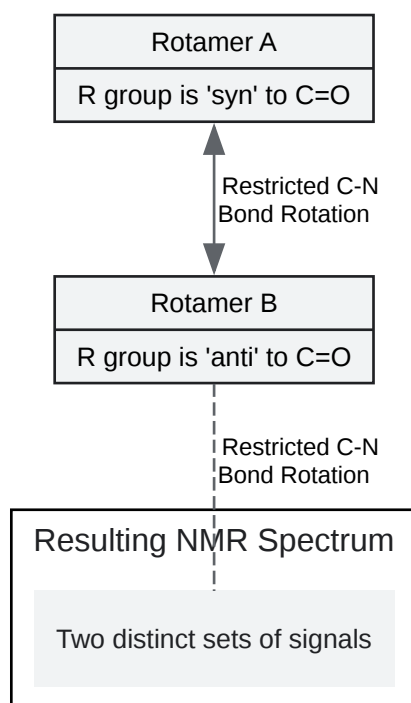 Rotamer A
R group is 'syn' to C=O
Restricted C-N
Bond Rotation
Rotamer B
R group is 'anti' to C=O
Restricted C-N
Bond Rotation
Resulting NMR Spectrum
Two distinct sets of signals